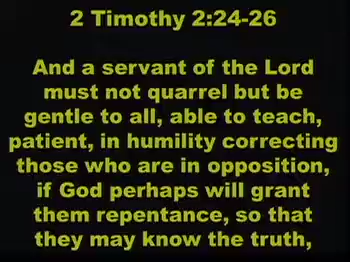 2 Timothy 2:24-26
And a servant of the Lord
must not quarrel but be
gentle to all, able to teach,
patient, in humility correcting
those who are in opposition,
if God perhaps will grant
them repentance, so that
they may know the truth,